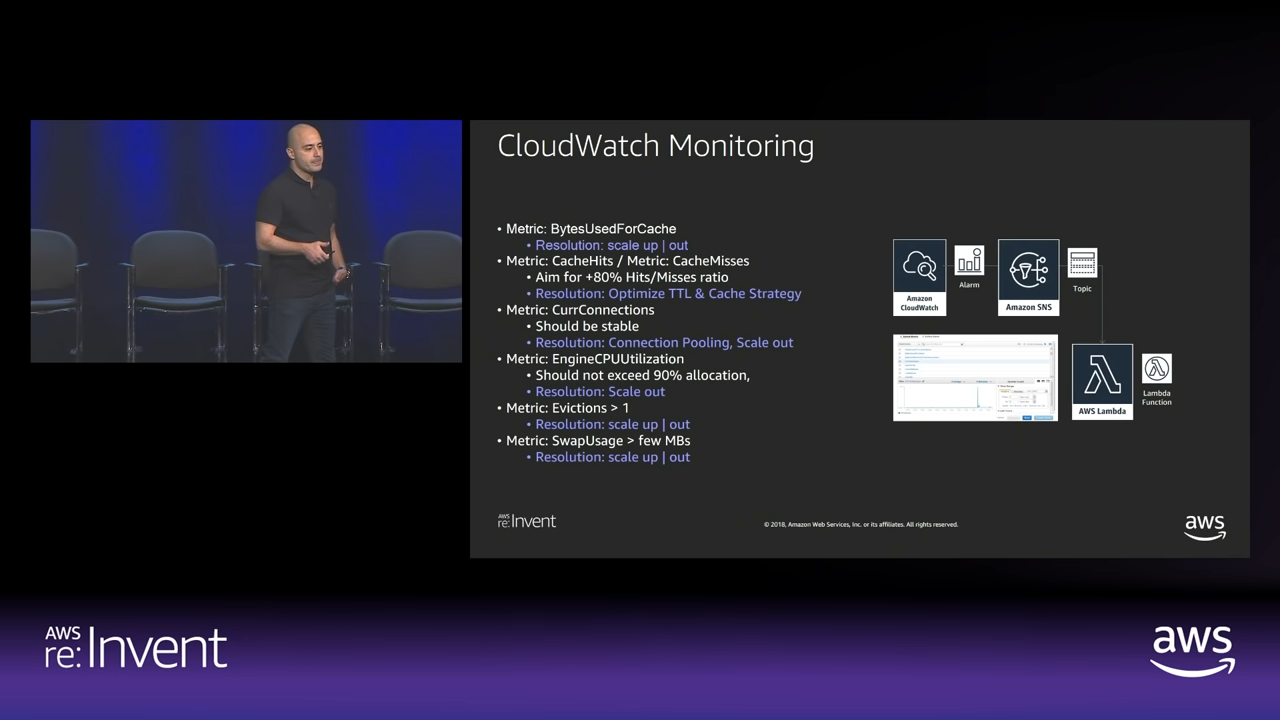 CloudWatch Monitoring
• Metric: BytesUsedForCache
• Resolution: scale up | out
• Metric: CacheHits / Metric: CacheMisses
• Aim for +80% Hits/Misses ratio
• Resolution: Optimize TTL & Cache Strategy
• Metric: CurrConnections
• Should be stable
• Resolution: Connection Pooling, Scale out
• Metric: EngineCPUUtilization
• Should not exceed 90% allocation,
• Resolution: Scale out
• Metric: Evictions > 1
• Resolution: scale up | out
• Metric: SwapUsage > few MBs
• Resolution: scale up | out
Amazon
CloudWatch
Alarm
Amazon SNS
Topic
AWS Lambda
Lambda
Function
AWS
re:Invent
© 2018, Amazon Web Services, Inc. or its affiliates. All rights reserved.
aws
AWS
re:Invent
aws